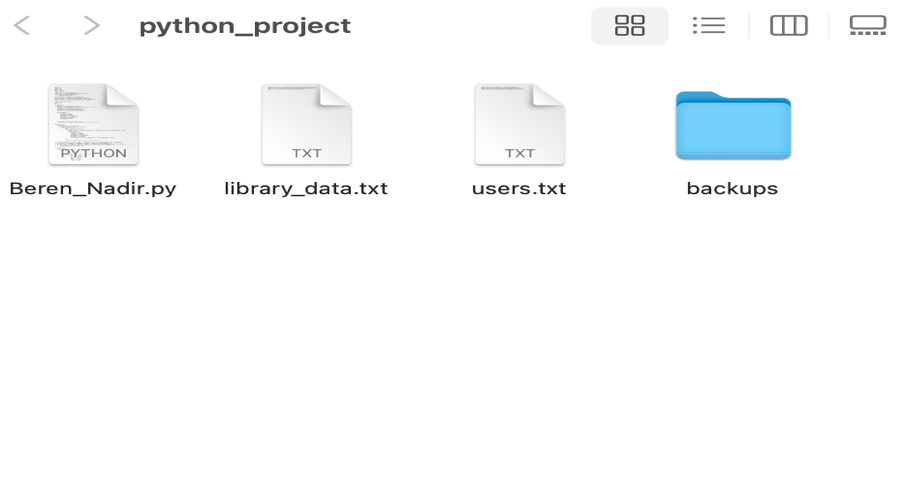 python_project
PYTHON
TXT
TXT
Beren_Nadir.py
library_data.txt
users.txt
backups